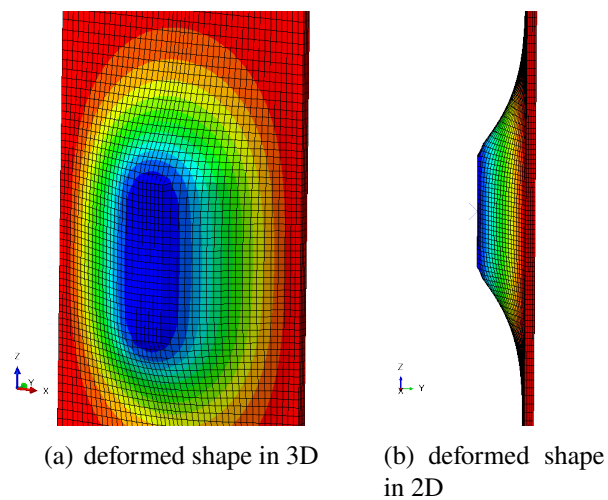 Z
Y
X
Z
X
Y
(a) deformed shape in 3D
(b) deformed shape
in 2D